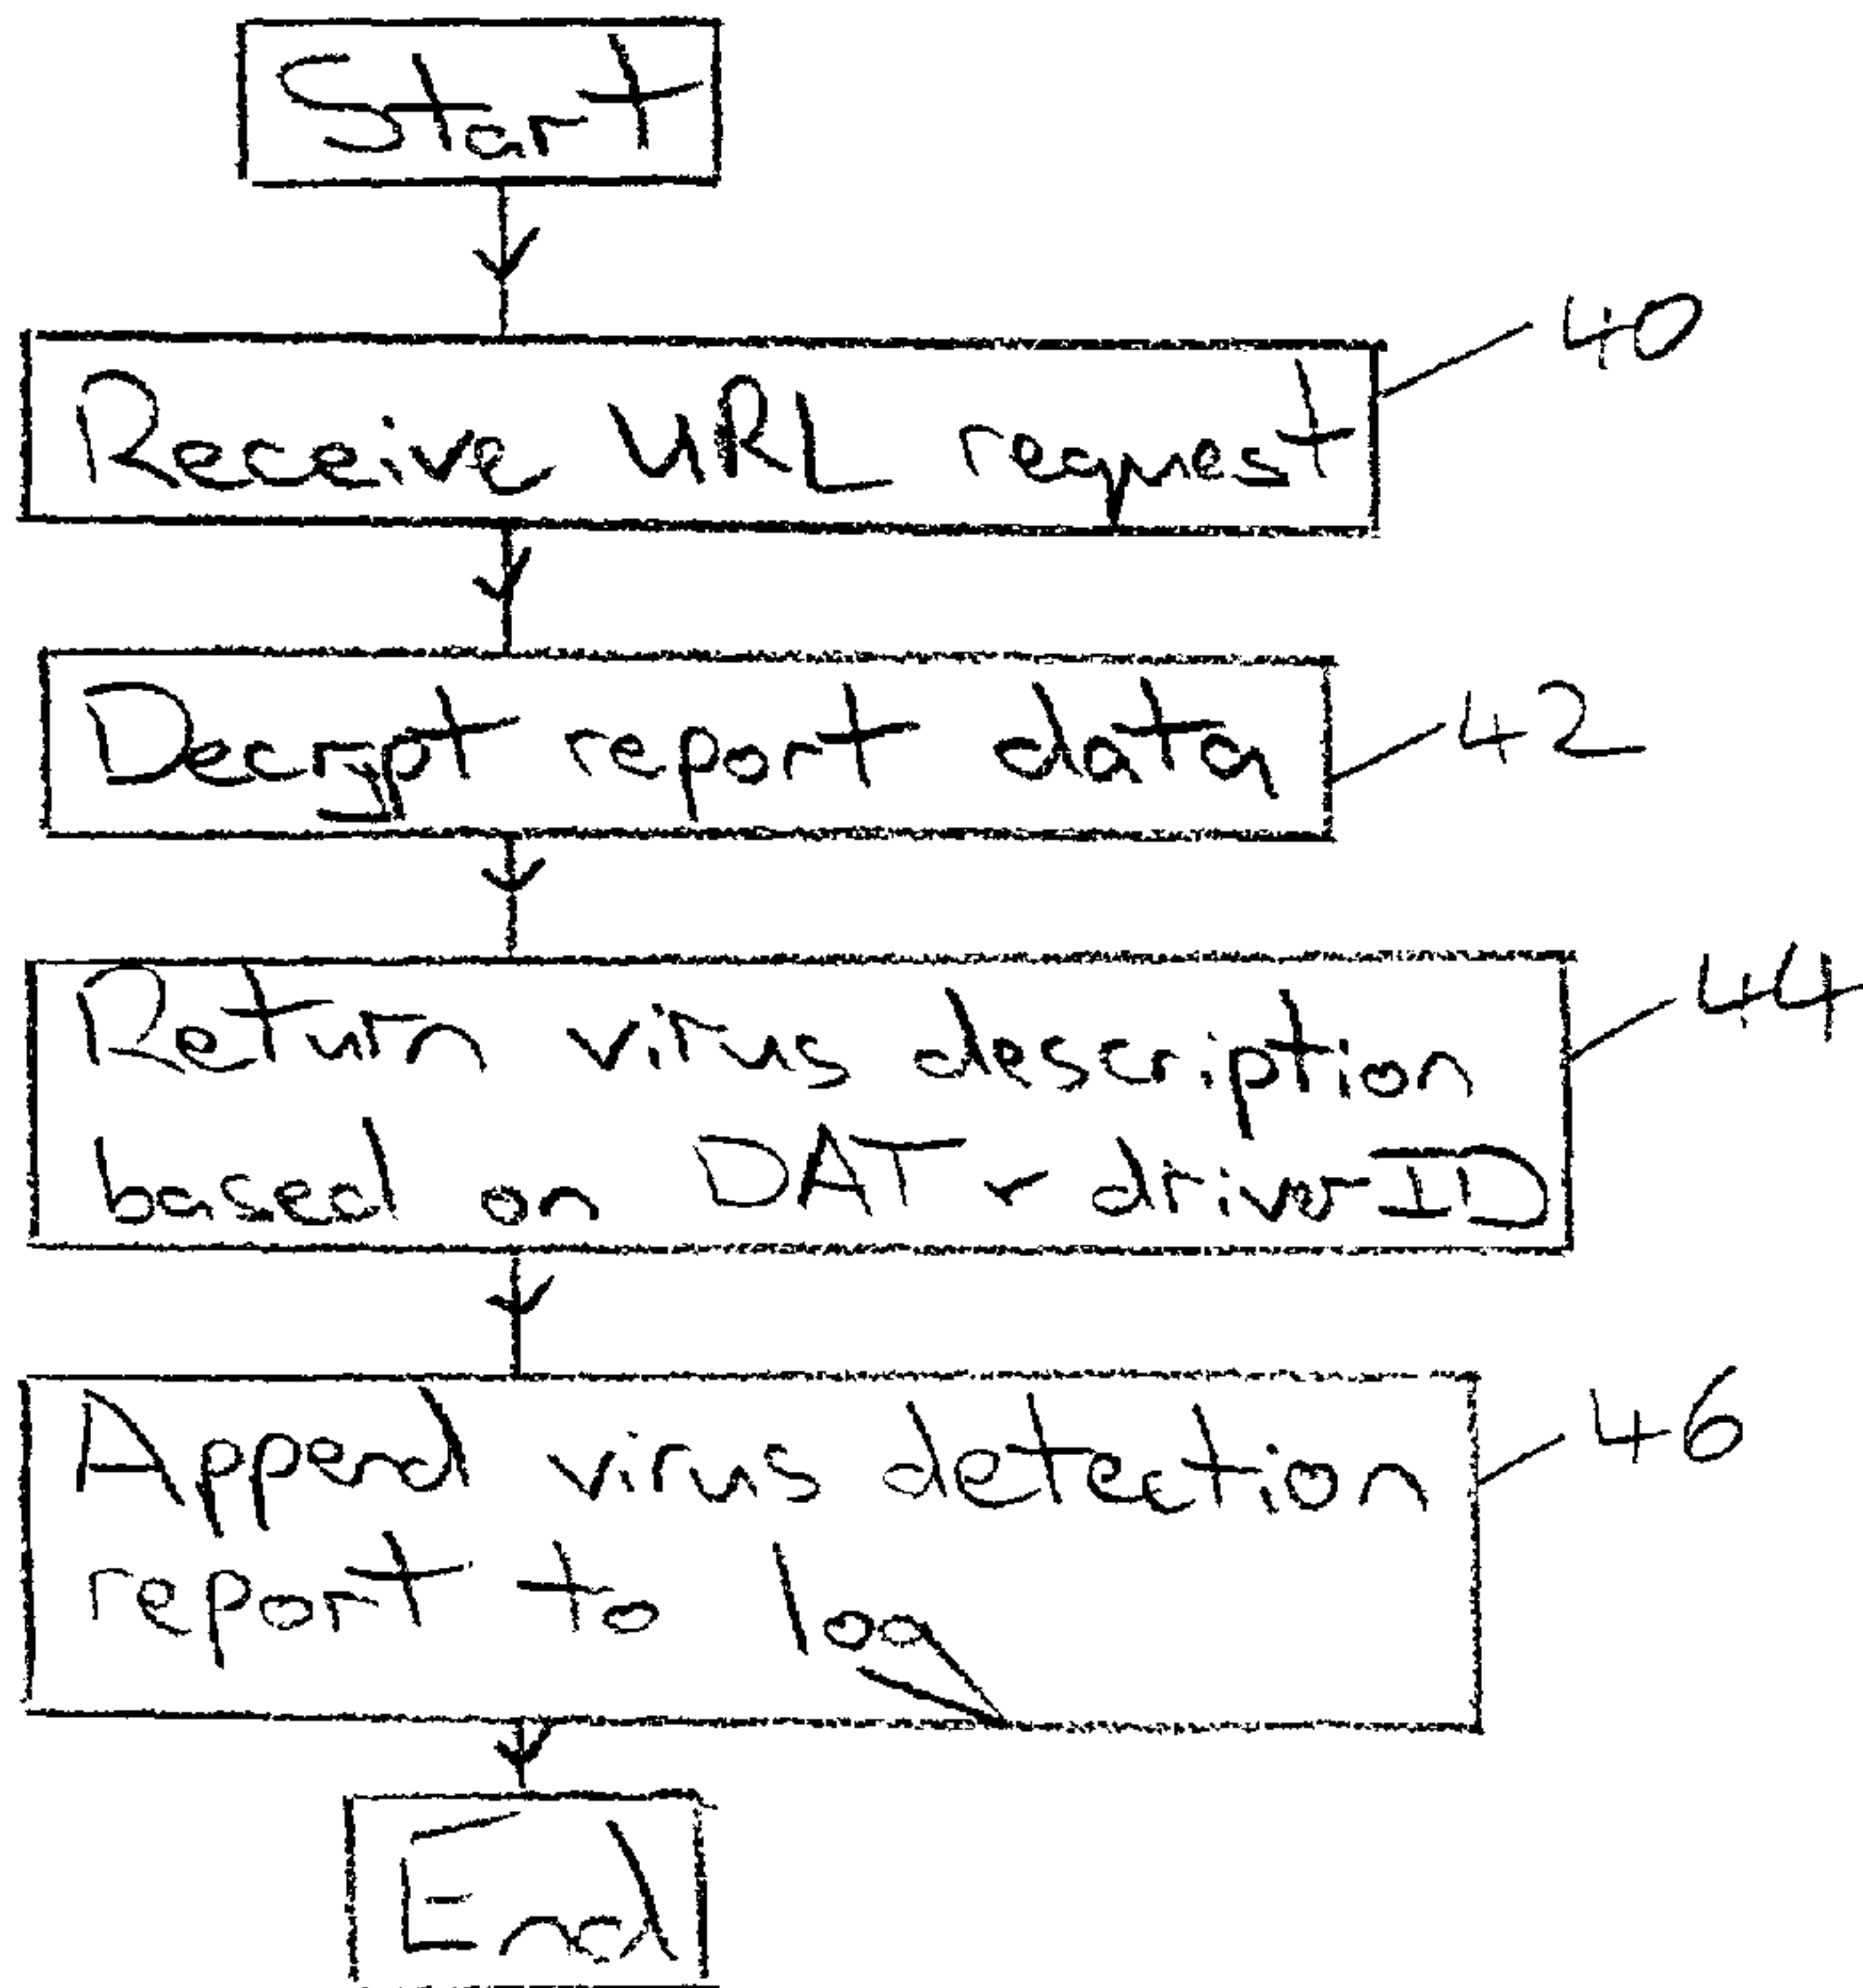 Start
Receive URL request
40
Decrypt report data
42
Return virus description
44
based on DAT + driver ID
Append virus detection
46
report to log
End